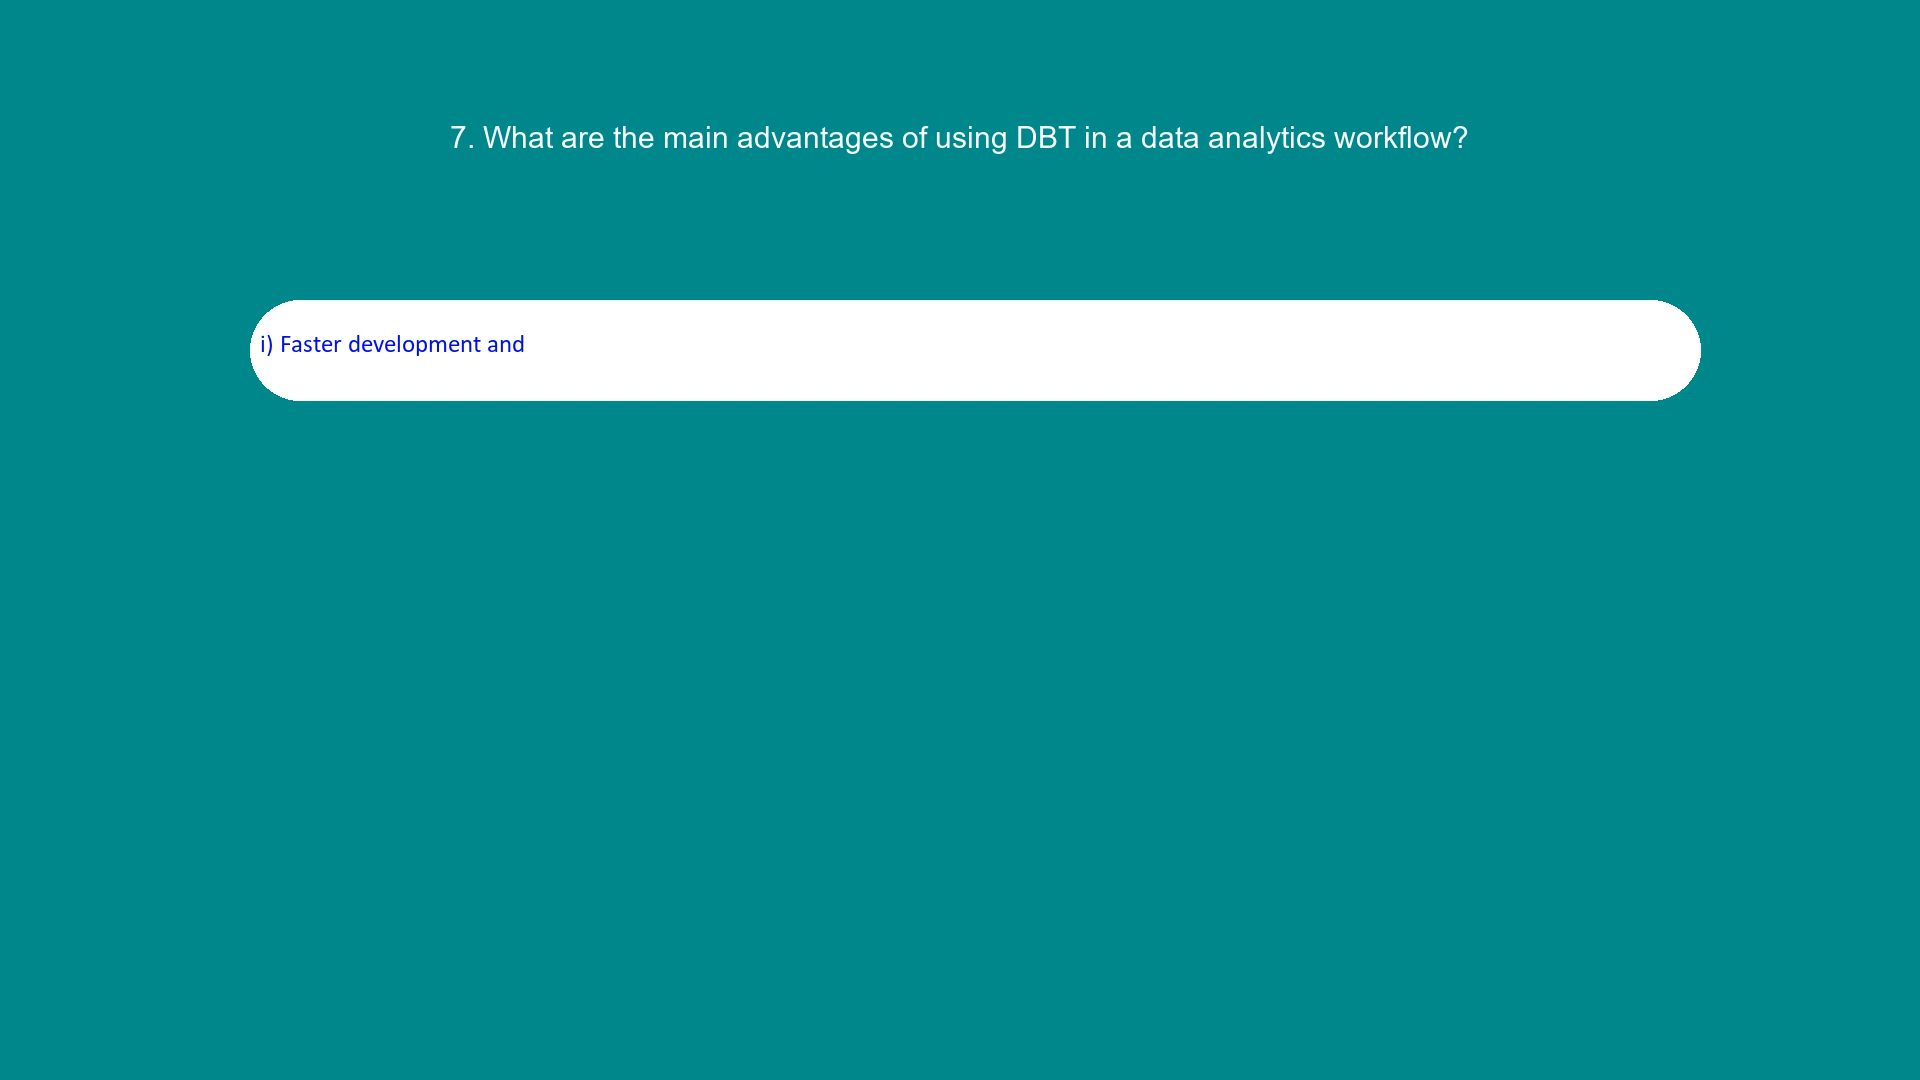 7. What are the main advantages of using DBT in a data analytics workflow?
i) Faster development and